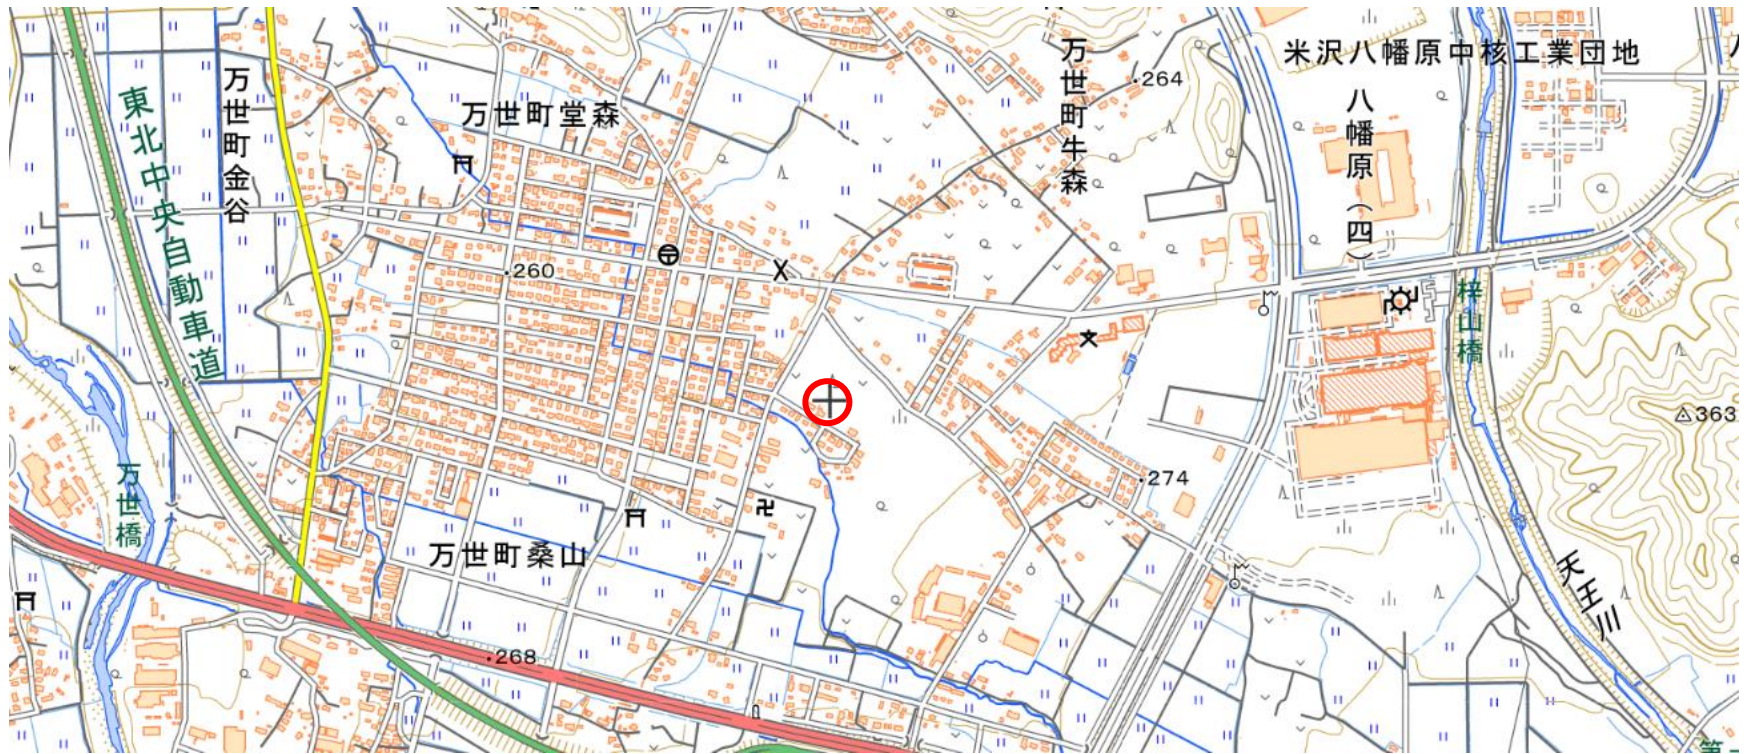 米沢八幡原中核工業団地
万世町牛森
264
万世町金谷
東北中央自動車道
万世町堂森
八幡原(四)
260
梓山橋
363
274
万世橋
万世町桑山
天王川
268